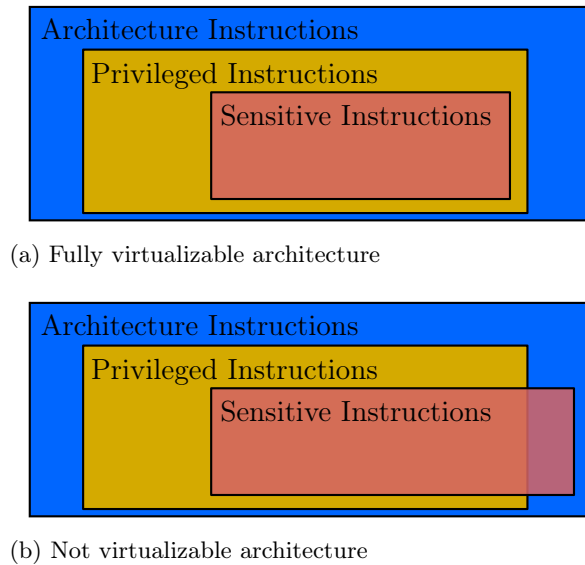 Architecture Instructions
Privileged Instructions
Sensitive Instructions
(a) Fully virtualizable architecture
Architecture Instructions
Privileged Instructions
Sensitive Instructions
(b) Not virtualizable architecture